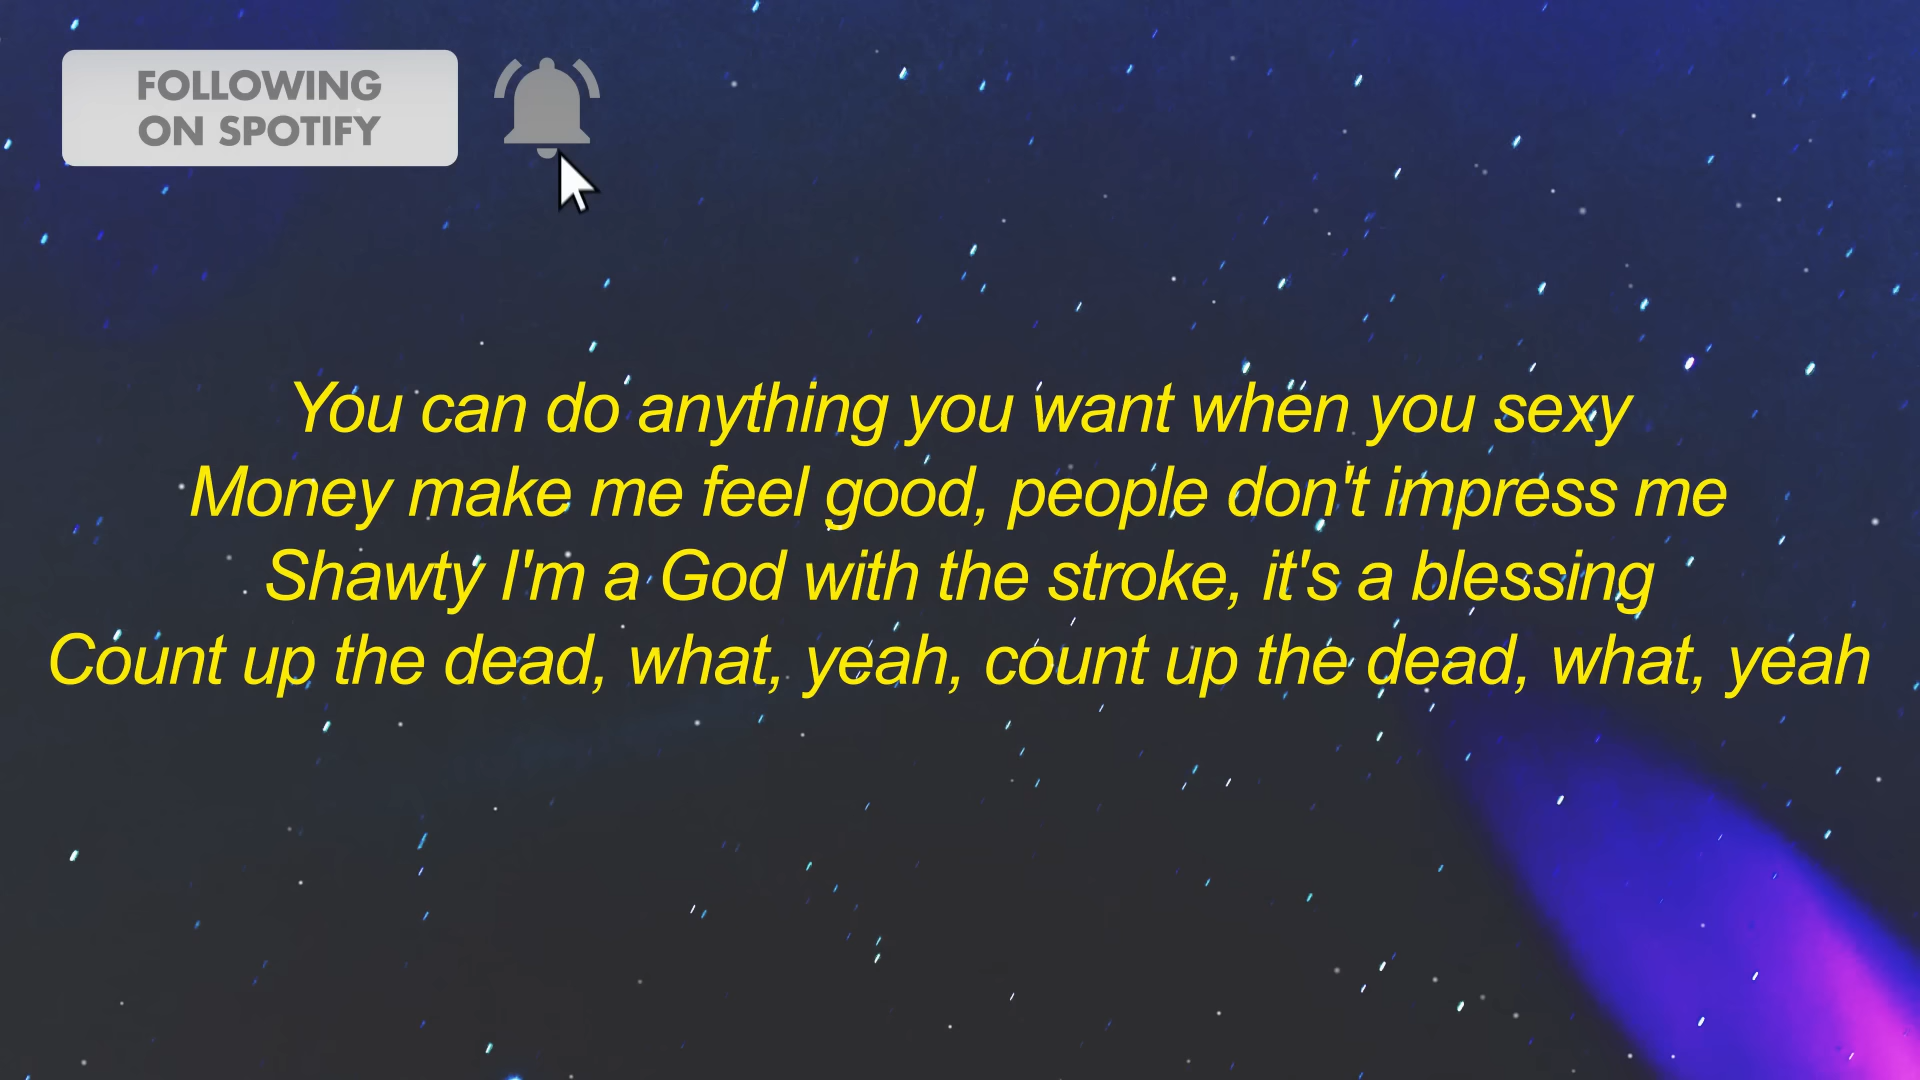 FOLLOWING
ON SPOTIFY
You can do anything you want when you sexy
Money make me feel good, people don't impress me
Shawty I'm a God with the stroke, it's a blessing
Count up the dead, what, yeah, count up the dead, what, yeah